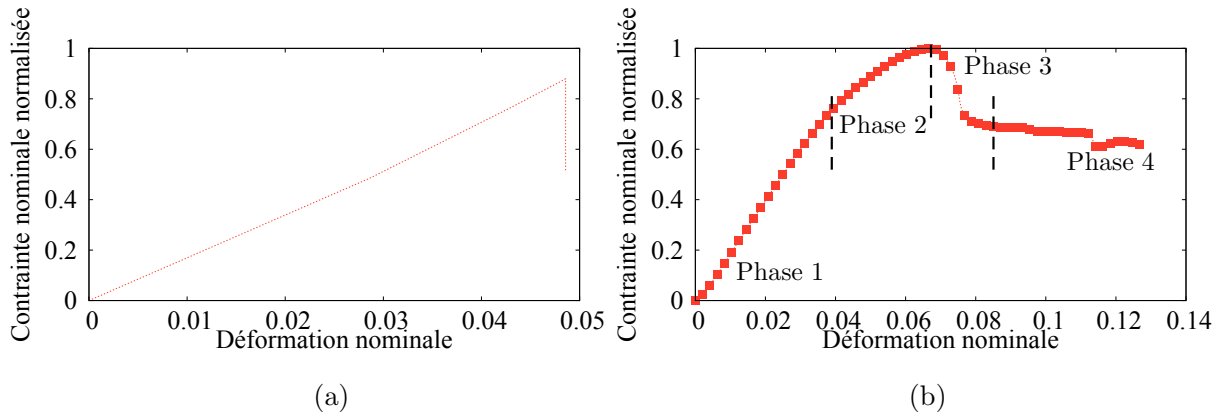 Contrainte nominale normalisée
1
0.8
0.6
0.4
0.2
0
0 0.01 0.02 0.03 0.04 0.05
Déformation nominale
(a)
Contrainte nominale normalisée
1
0.8
0.6
0.4
0.2
0
Phase 3
Phase 2
Phase 4
Phase 1
0 0.02 0.04 0.06 0.08 0.1 0.12 0.14
Déformation nominale
(b)